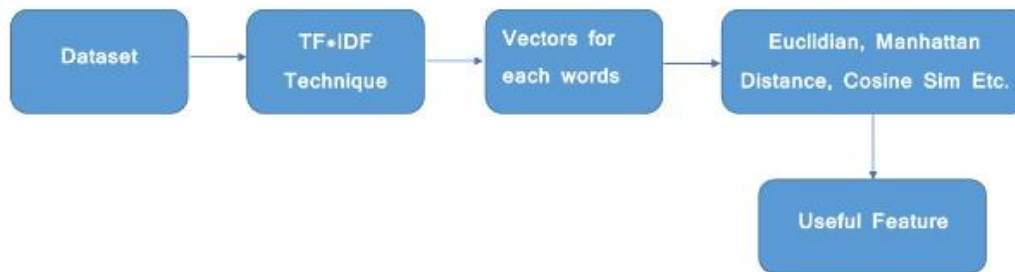 Dataset
TF•IDF
Technique
Vectors for
each words
Euclidian, Manhattan
Distance, Cosine Sim Etc.
Useful Feature